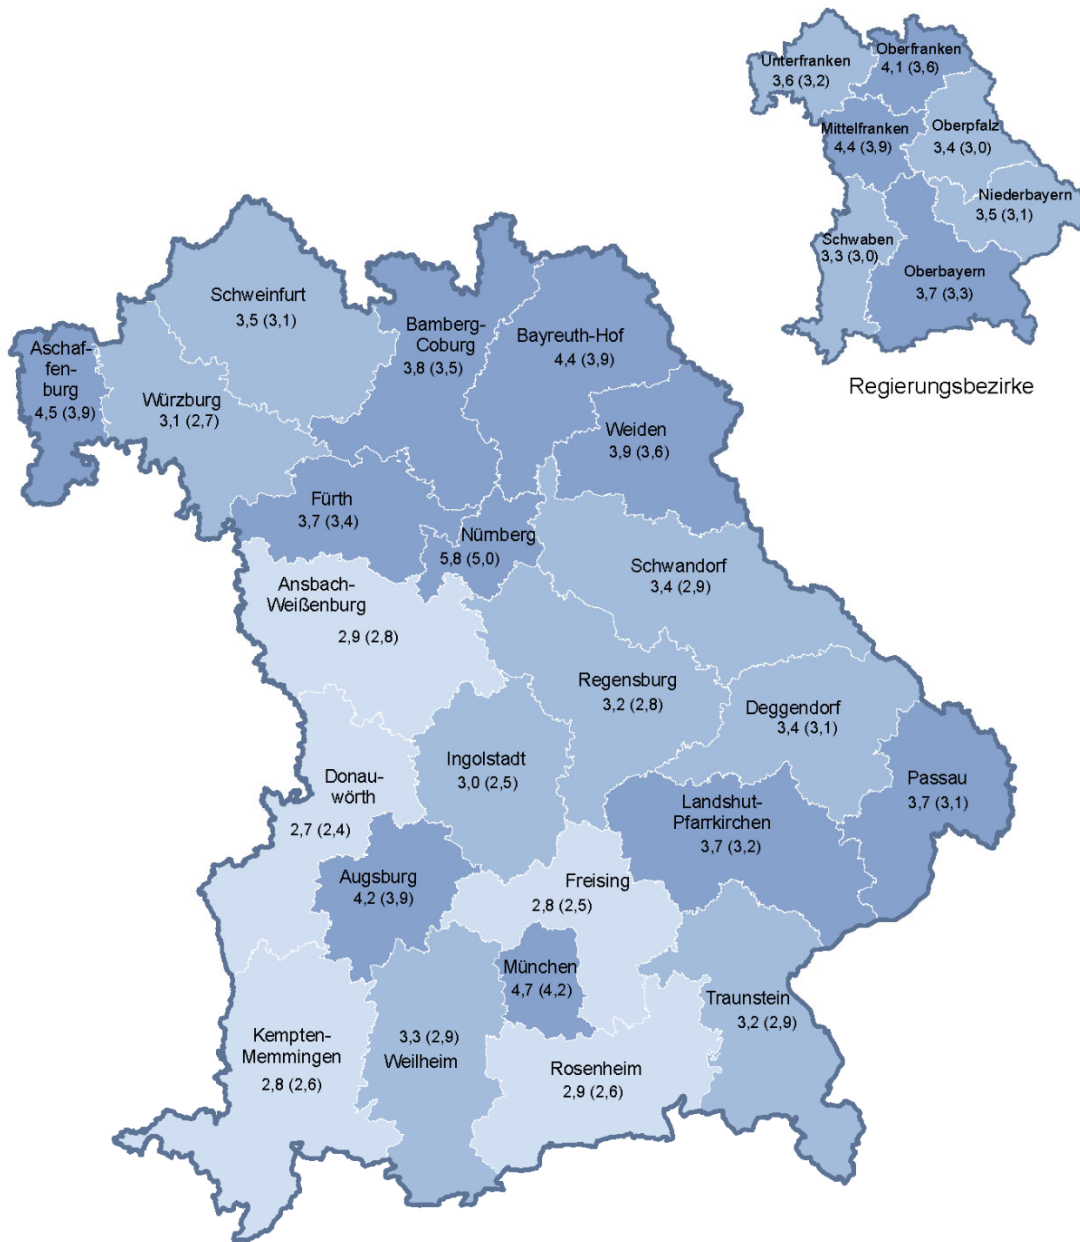 Unterfranken
3,6 (3,2)
Oberfranken
4,1 (3,6)
Mittelfranken
4,4 (3,9)
Oberpfalz
3,4 (3,0)
Niederbayern
3,5 (3,1)
Schwaben
3,3 (3,0)
Oberbayern
3,7 (3,3)
Regierungsbezirke
Schweinfurt
3,5 (3,1)
Bamberg-
Coburg
3,8 (3,5)
Bayreuth-Hof
4,4 (3,9)
Aschaf-
fen-
burg
4,5 (3,9)
Würzburg
3,1 (2,7)
Weiden
3,9 (3,6)
Fürth
3,7 (3,4)
Nürnberg
5,8 (5,0)
Schwandorf
3,4 (2,9)
Ansbach-
Weißenburg
2,9 (2,8)
Regensburg
3,2 (2,8)
Deggendorf
3,4 (3,1)
Ingolstadt
3,0 (2,5)
Passau
3,7 (3,1)
Donau-
wörth
2,7 (2,4)
Landshut-
Pfarrkirchen
3,7 (3,2)
Augsburg
4,2 (3,9)
Freising
2,8 (2,5)
München
4,7 (4,2)
Traunstein
3,2 (2,9)
Kempten-
Memmingen
2,8 (2,6)
3,3 (2,9)
Weilheim
Rosenheim
2,9 (2,6)